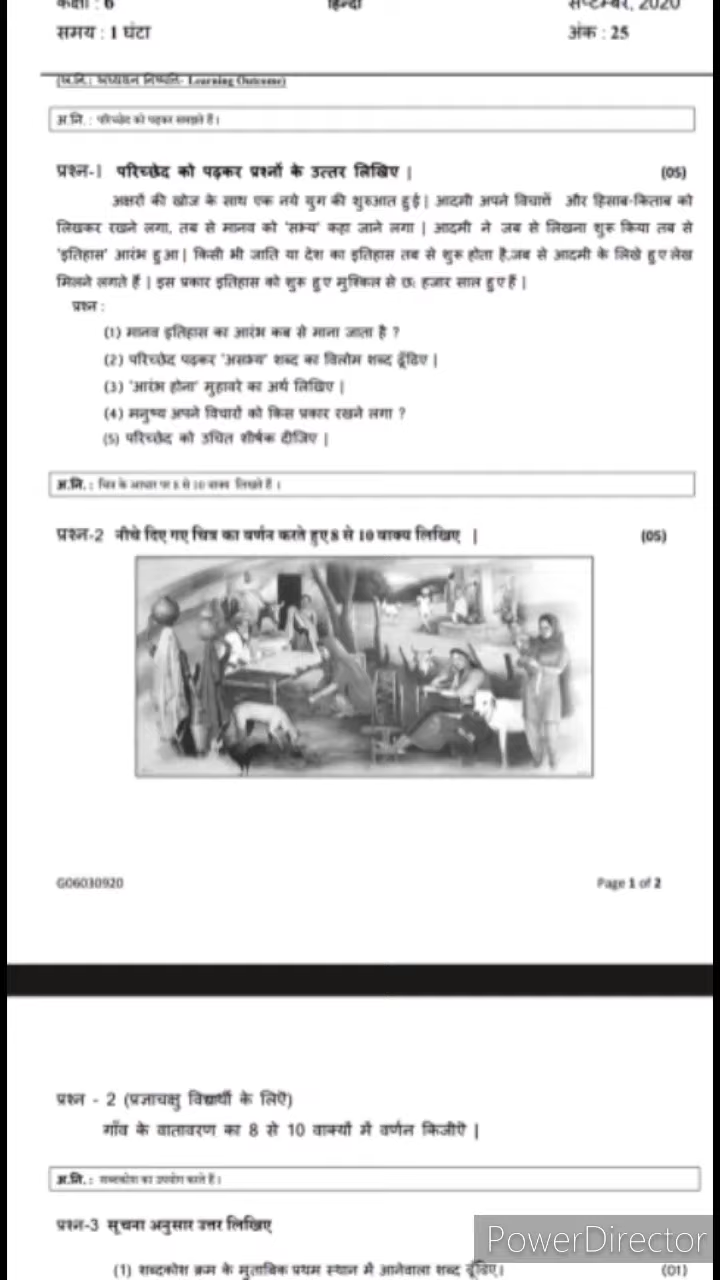 कक्षा : 6 हिन्दी सप्टेम्बर, 2020
समय : 1 घंटा अंक : 25
(अ.नि.: अध्ययन निष्पत्ति- Learning Outcome)
अ.नि. : परिच्छेद को पढ़कर समझते हैं।
प्रश्न-1 परिच्छेद को पढ़कर प्रश्नों के उत्तर लिखिए | (05)
अक्षरों की खोज के साथ एक नये युग की शुरुआत हुई | आदमी अपने विचारों और हिसाब-किताब को
लिखकर रखने लगा, तब से मानव को 'सभ्य' कहा जाने लगा | आदमी ने जब से लिखना शुरू किया तब से
'इतिहास' आरंभ हुआ | किसी भी जाति या देश का इतिहास तब से शुरू होता है,जब से आदमी के लिखे हुए लेख
मिलने लगते हैं | इस प्रकार इतिहास को शुरू हुए मुश्किल से छः हजार साल हुए हैं |
प्रश्न :
(1) मानव इतिहास का आरंभ कब से माना जाता है ?
(2) परिच्छेद पढ़कर 'असभ्य' शब्द का विलोम शब्द ढूँढिए |
(3) 'आरंभ होना' मुहावरे का अर्थ लिखिए |
(4) मनुष्य अपने विचारों को किस प्रकार रखने लगा ?
(5) परिच्छेद को उचित शीर्षक दीजिए |
अ.नि. : चित्र के आधार पर 8 से 10 वाक्य लिखते हैं ।
प्रश्न-2 नीचे दिए गए चित्र का वर्णन करते हुए 8 से 10 वाक्य लिखिए | (05)
G06030920 Page 1 of 2
प्रश्न - 2 (प्रज्ञाचक्षु विद्यार्थी के लिऐ)
गाँव के वातावरण का 8 से 10 वाक्यों में वर्णन किजीऐ |
अ.नि. : शब्दकोश का उपयोग करते हैं।
प्रश्न-3 सूचना अनुसार उत्तर लिखिए
PowerDirector
(1) शब्दकोश क्रम के मुताबिक प्रथम स्थान में आनेवाला शब्द ढूँढिए। (01)